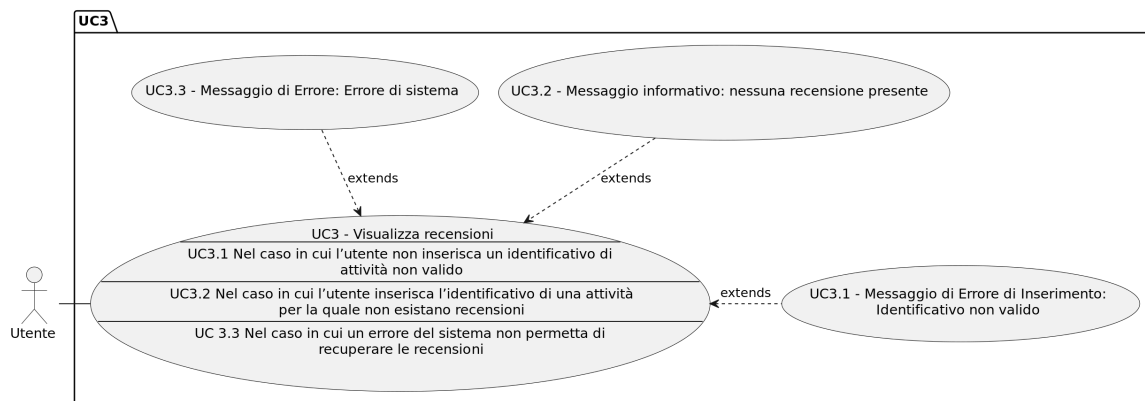 UC3
UC3.3 - Messaggio di Errore: Errore di sistema
UC3.2 - Messaggio informativo: nessuna recensione presente
extends
extends
UC3 - Visualizza recensioni
UC3.1 Nel caso in cui l’utente non inserisca un identificativo di
attività non valido
UC3.2 Nel caso in cui l’utente inserisca l’identificativo di una attività
per la quale non esistano recensioni
UC 3.3 Nel caso in cui un errore del sistema non permetta di
recuperare le recensioni
Utente
extends
UC3.1 - Messaggio di Errore di Inserimento:
Identificativo non valido